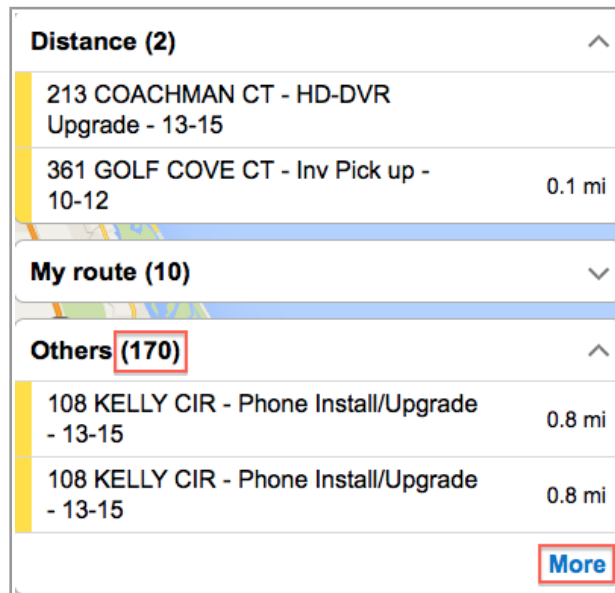 Distance (2)
213 COACHMAN CT - HD-DVR
Upgrade - 13-15
361 GOLF COVE CT - Inv Pick up -
10-12
0.1 mi
My route (10)
Others (170)
108 KELLY CIR - Phone Install/Upgrade
- 13-15
0.8 mi
108 KELLY CIR - Phone Install/Upgrade
- 13-15
0.8 mi
More